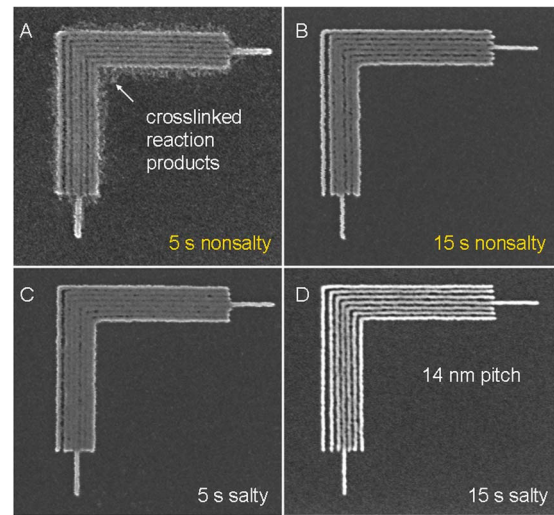 A
B
crosslinked
reaction
products
5 s nonsalty
15 s nonsalty
C
D
14 nm pitch
5 s salty
15 s salty